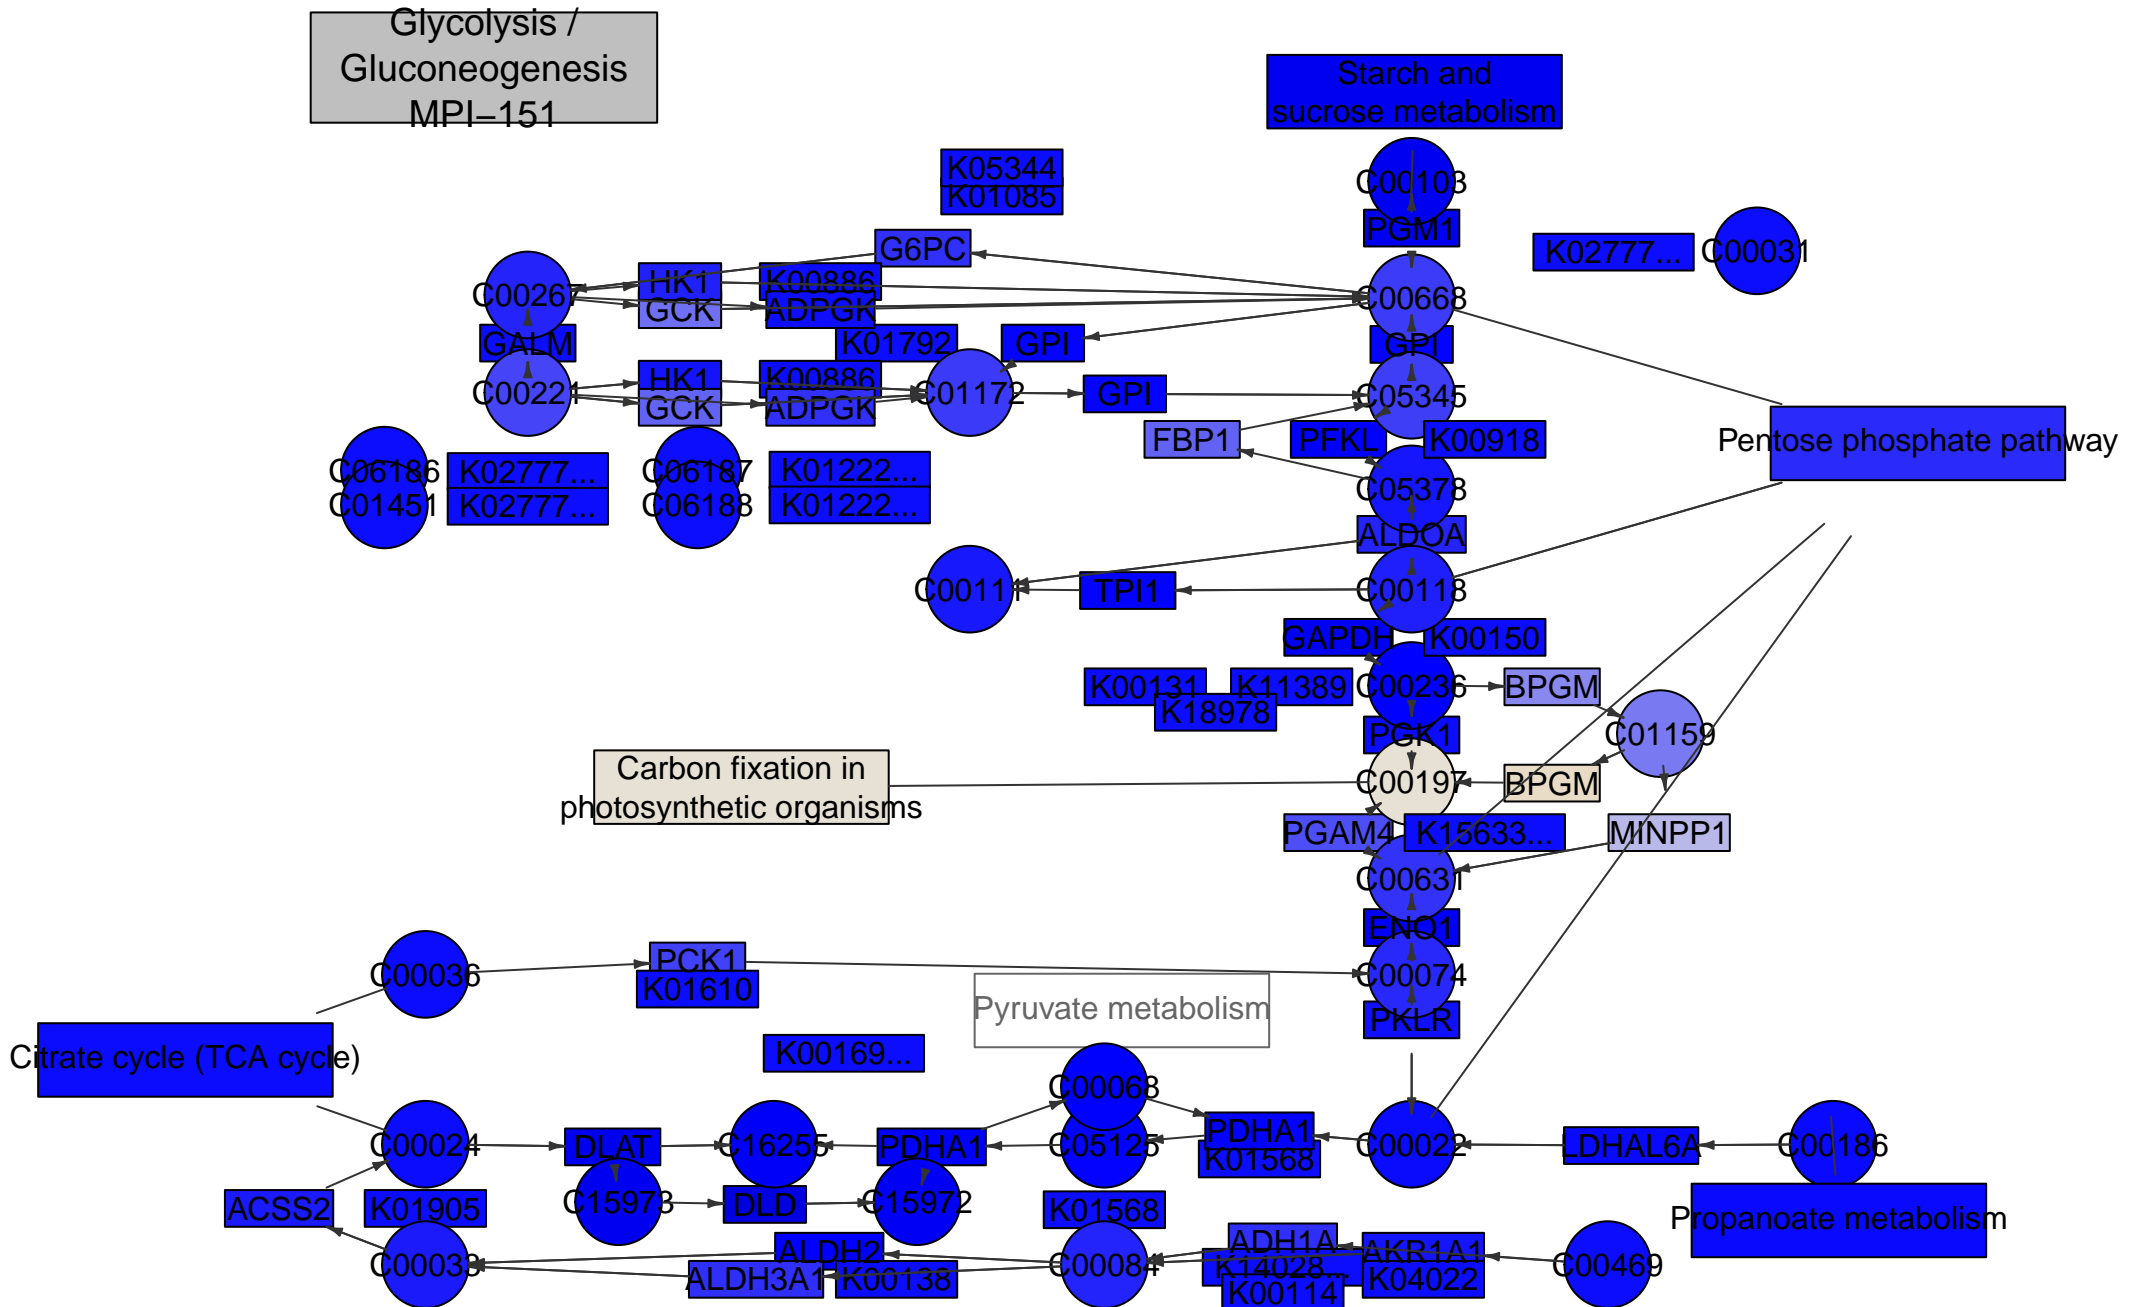 Glycolysis /
Gluconeogenesis
MPI−151
Starch and
sucrose metabolism
K05344
K01085
C00103
PGM1
G6PC
K02777...
C00031
C00267
HK1
K00886
C00668
GCK
ADPGK
GALM
K01792
GPI
GPI
C00221
HK1
K00886
C01172
GPI
C05345
GCK
ADPGK
FBP1
PFKL
K00918
Pentose phosphate pathway
C06186
K02777...
C06187
K01222...
C05378
C01451
K02777...
C06188
K01222...
ALDOA
C00111
TPI1
C00118
GAPDH
K00150
K00131
K11389
C00236
BPGM
K18978
PGK1
C01159
Carbon fixation in
photosynthetic organisms
C00197
BPGM
PGAM4
K15633...
MINPP1
C00631
ENO1
C00036
PCK1
C00074
K01610
Pyruvate metabolism
PKLR
Citrate cycle (TCA cycle)
K00169...
C00068
C00024
DLAT
C16255
PDHA1
C05125
PDHA1
K01568
C00022
LDHAL6A
C00186
ACSS2
K01905
C15973
DLD
C15972
K01568
Propanoate metabolism
C00033
ALDH2
ALDH3A1
K00138
C00084
ADH1A
K14028...
K00114
AKR1A1
K04022
C00469